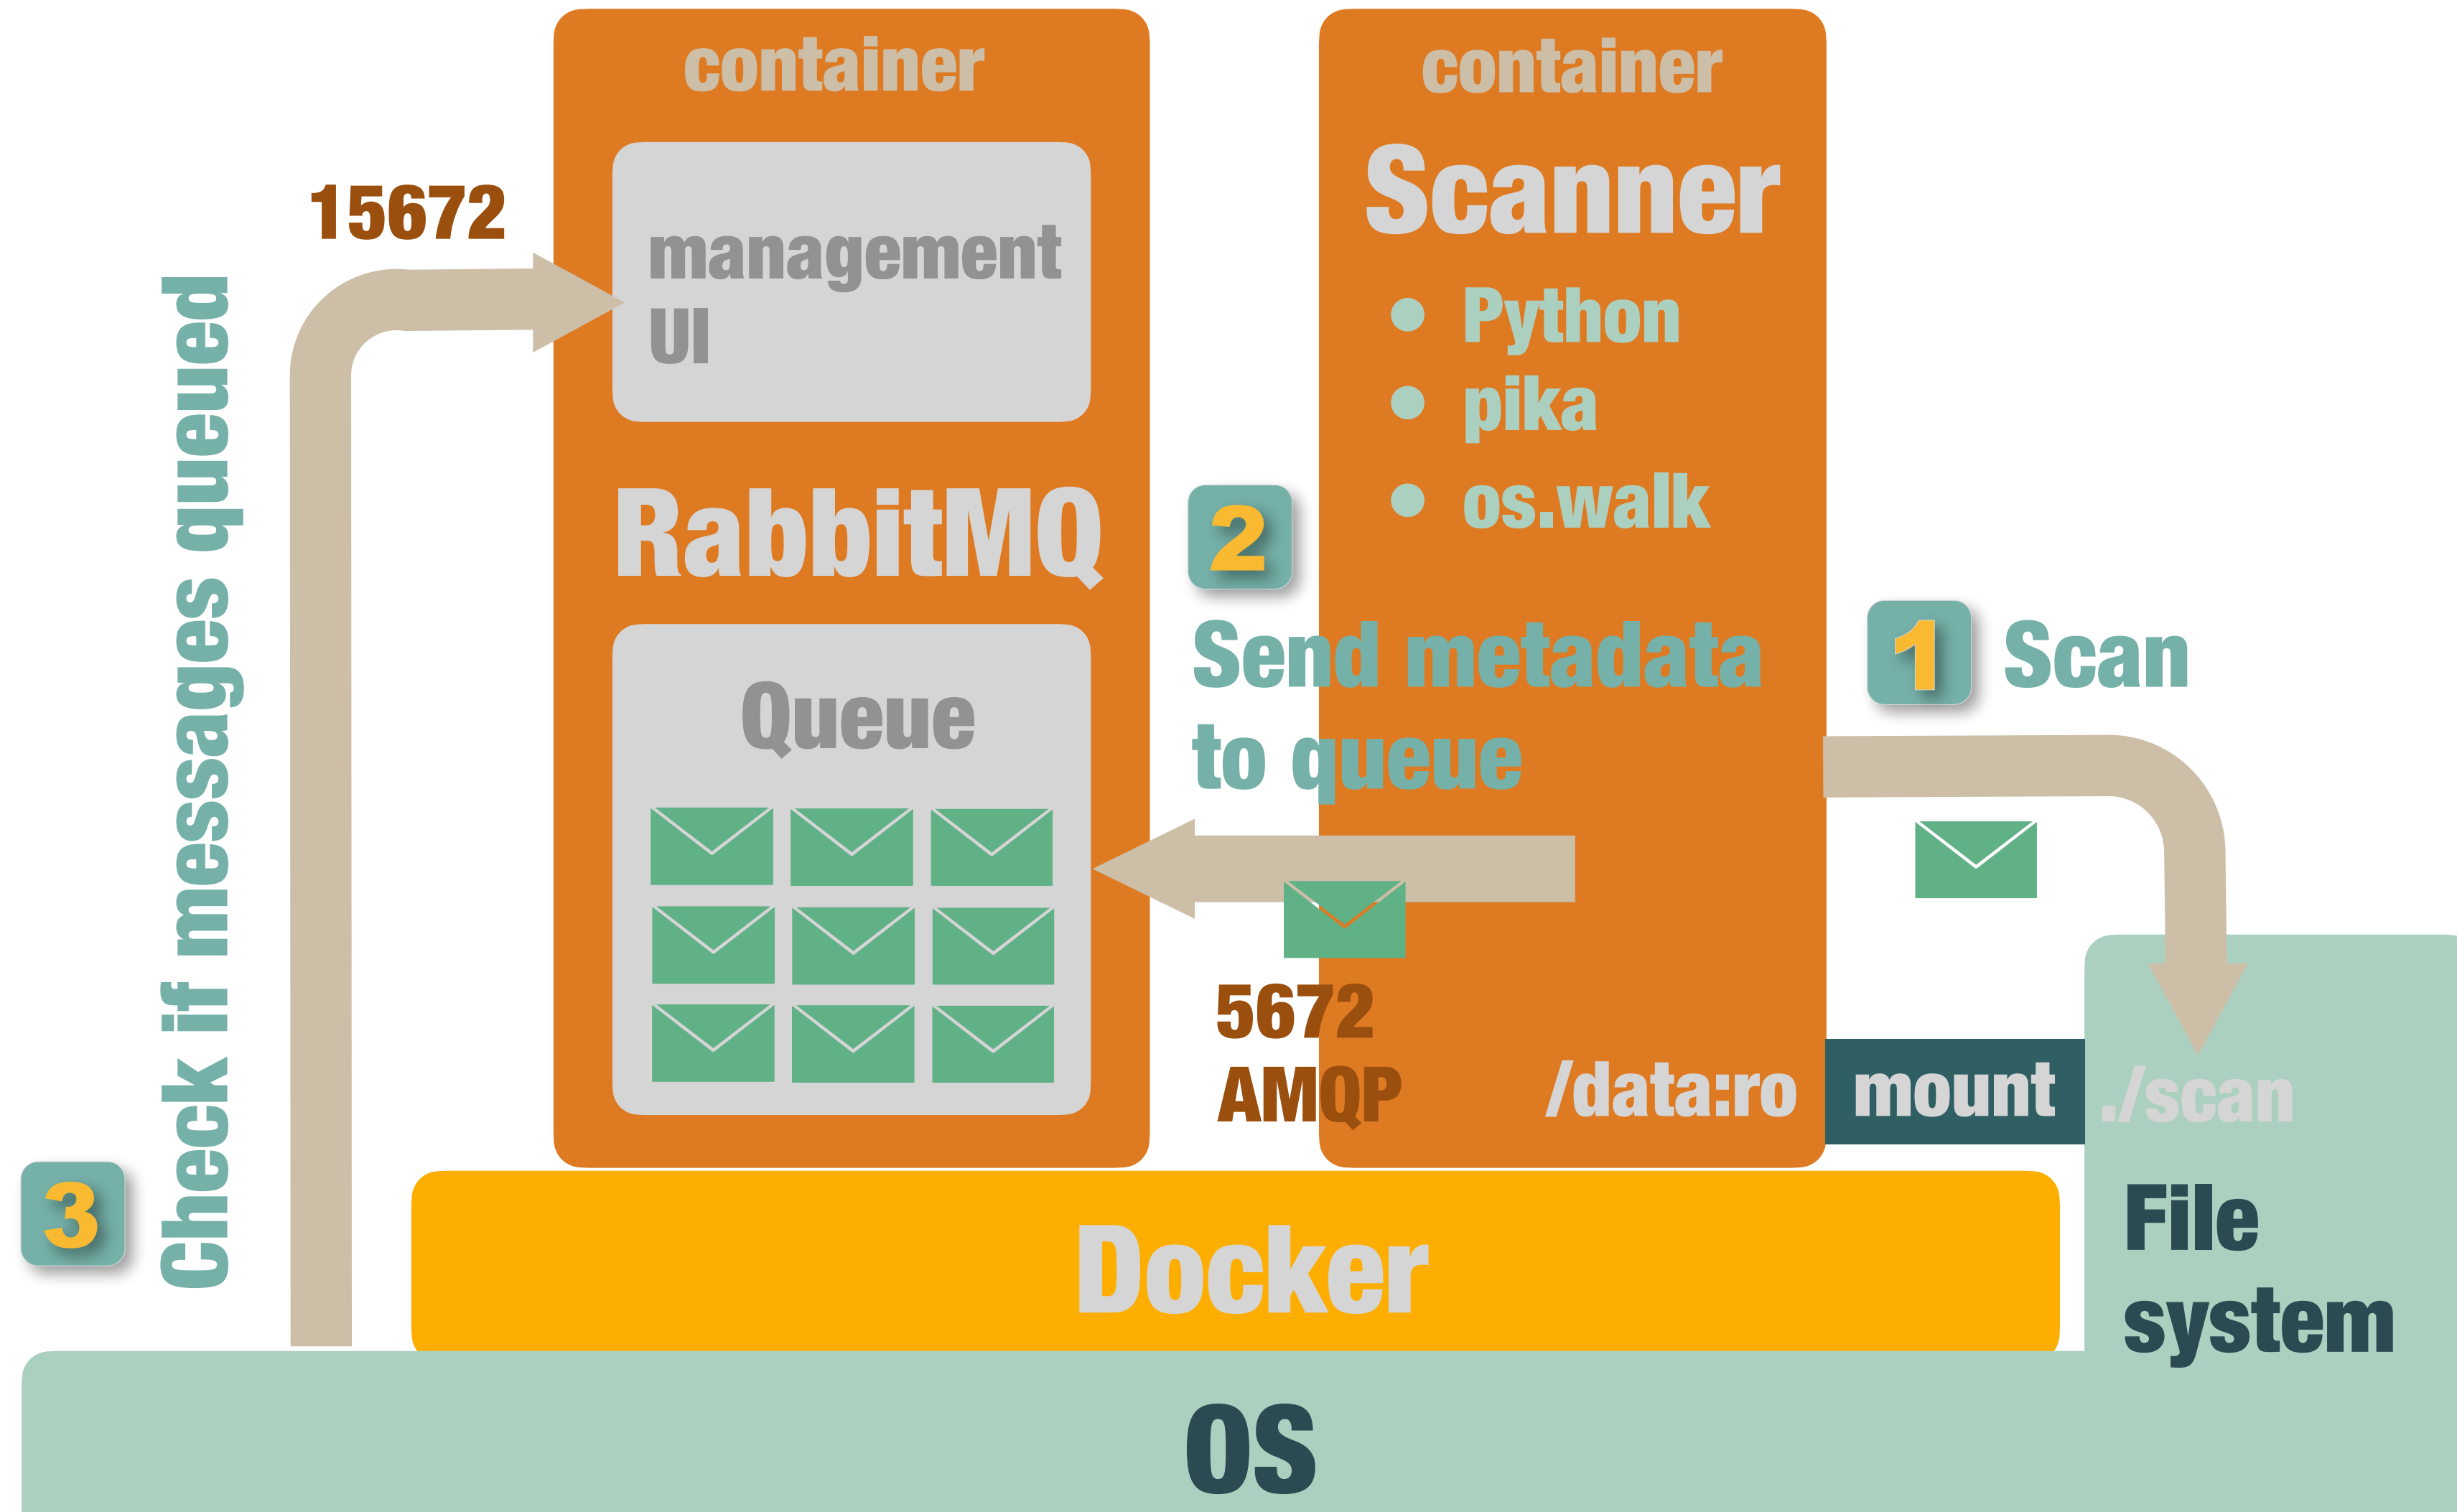 container
management
UI
RabbitMQ
Queue
container
Scanner
Python
pika
os.walk
1
Scan
2
Send metadata
to queue
5672
AMQP
/data:ro
mount
./scan
File
system
3
Check if messages queued
15672
Docker
OS